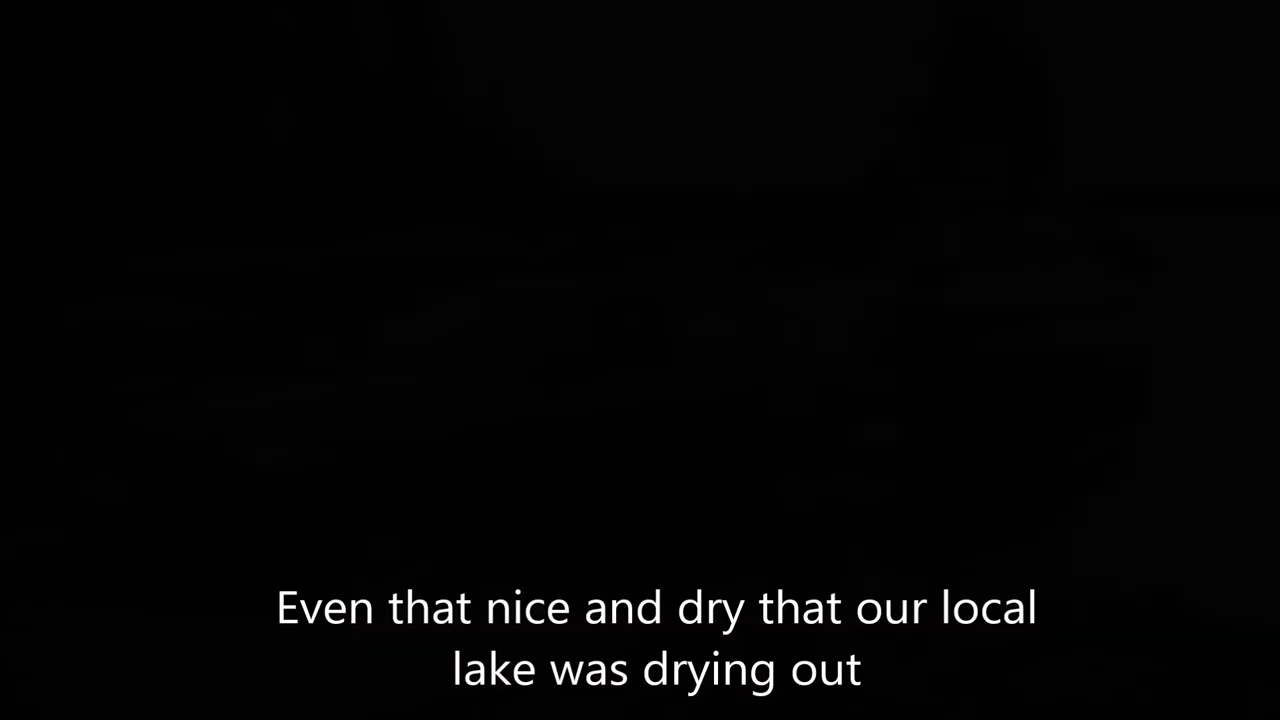 Even that nice and dry that our local
lake was drying out